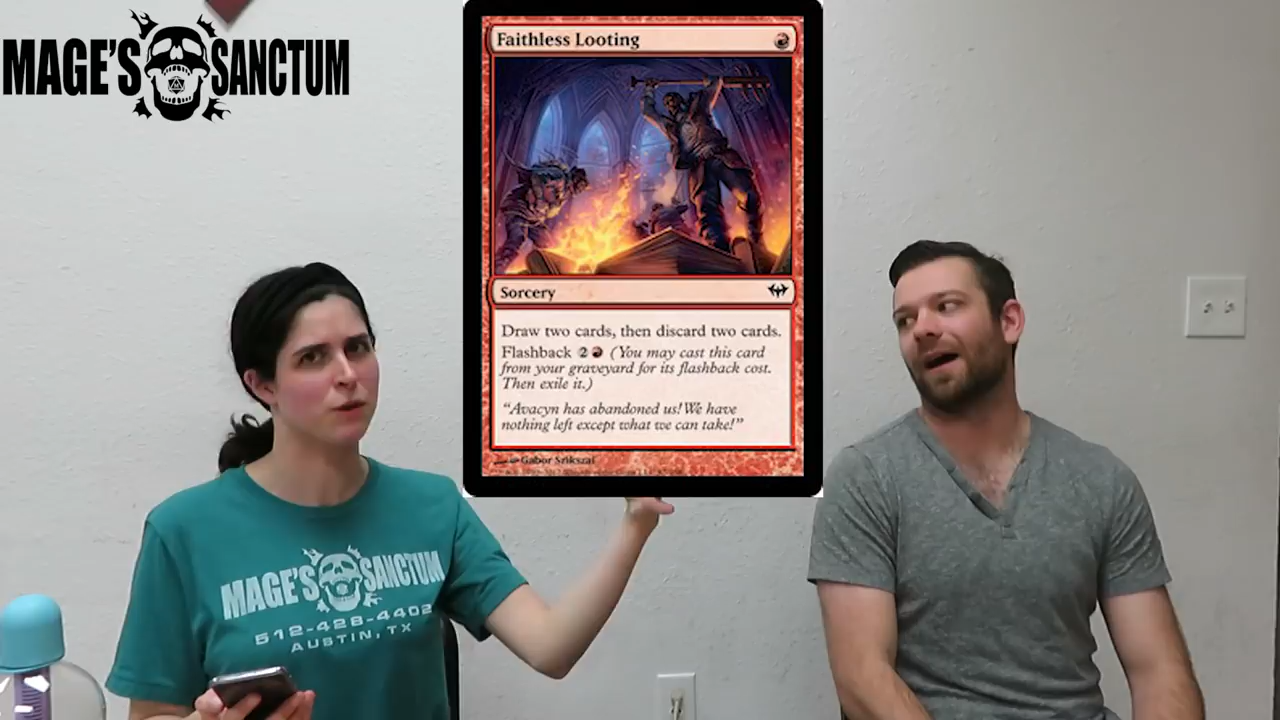 MAGE'S SANCTUM
Faithless Looting
Sorcery
Draw two cards, then discard two cards.
Flashback 2 (You may cast this card
from your graveyard for its flashback cost.
Then exile it.)
"Avacyn has abandoned us! We have
nothing left except what we can take!"
Gabor Szikszai
MAGE'S SANCTUM
512-428-4402
AUSTIN, TX